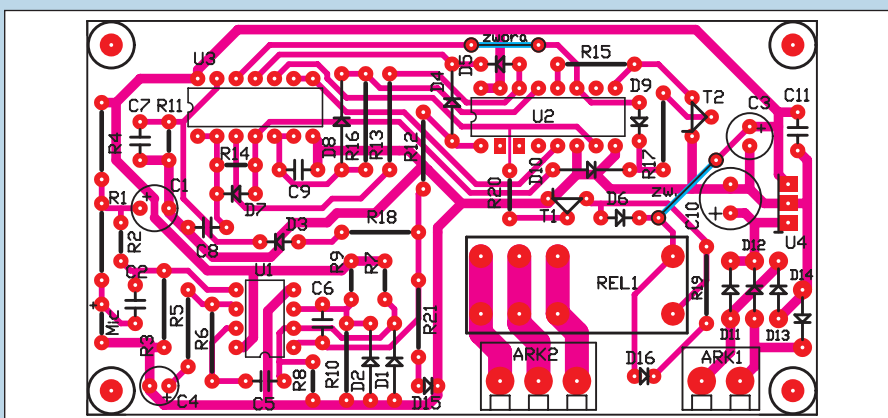 zwora
U3
D5
R15
D4
D9
T2
C3
C11
C7
R11
U2
R4
D8
R16
R13
R12
R14
C9
D10
R17
R20
zw.
R1
C1
D7
T1
D6
C10
R2
C8
D3
R18
U4
U1
R9
R7
D12
REL1
D14
C2
C6
R19
+
Mic
R5
R6
R21
D11
D13
R3
ARK2
D16
ARK1
R8
R10
D2
D1
C4
C5
D15